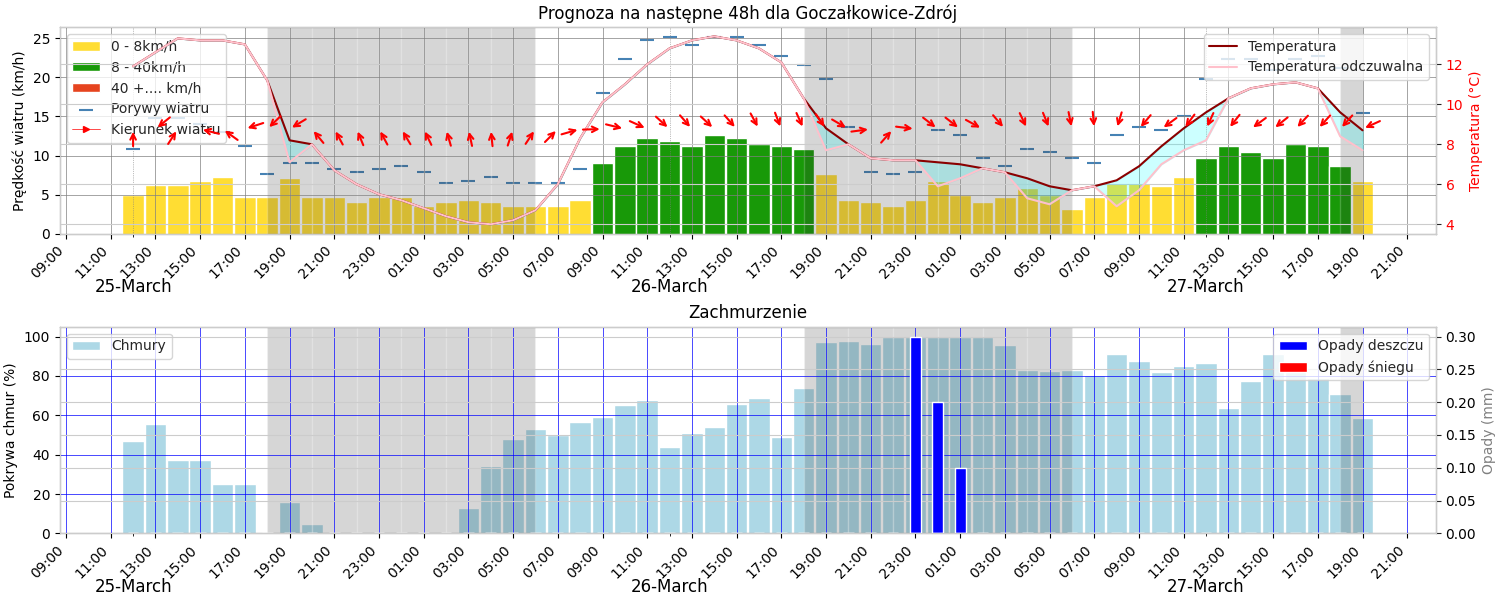 Prognoza na następne 48h dla Goczałkowice-Zdrój
Prędkość wiatru (km/h)
25
20
15
10
5
0
0 - 8km/h
8 - 40km/h
40 +.... km/h
Porywy wiatru
Kierunek wiatru
Temperatura
Temperatura odczuwalna
12
10
8
6
4
Temperatura (°C)
09:00 11:00 13:00 15:00 17:00 19:00 21:00 23:00 01:00 03:00 05:00 07:00 09:00 11:00 13:00 15:00 17:00 19:00 21:00 23:00 01:00 03:00 05:00 07:00 09:00 11:00 13:00 15:00 17:00 19:00 21:00
25-March 26-March 27-March
Zachmurzenie
Pokrywa chmur (%)
100
80
60
40
20
0
Chmury
Opady deszczu
Opady śniegu
0.30
0.25
0.20
0.15
0.10
0.05
0.00
Opady (mm)
09:00 11:00 13:00 15:00 17:00 19:00 21:00 23:00 01:00 03:00 05:00 07:00 09:00 11:00 13:00 15:00 17:00 19:00 21:00 23:00 01:00 03:00 05:00 07:00 09:00 11:00 13:00 15:00 17:00 19:00 21:00
25-March 26-March 27-March